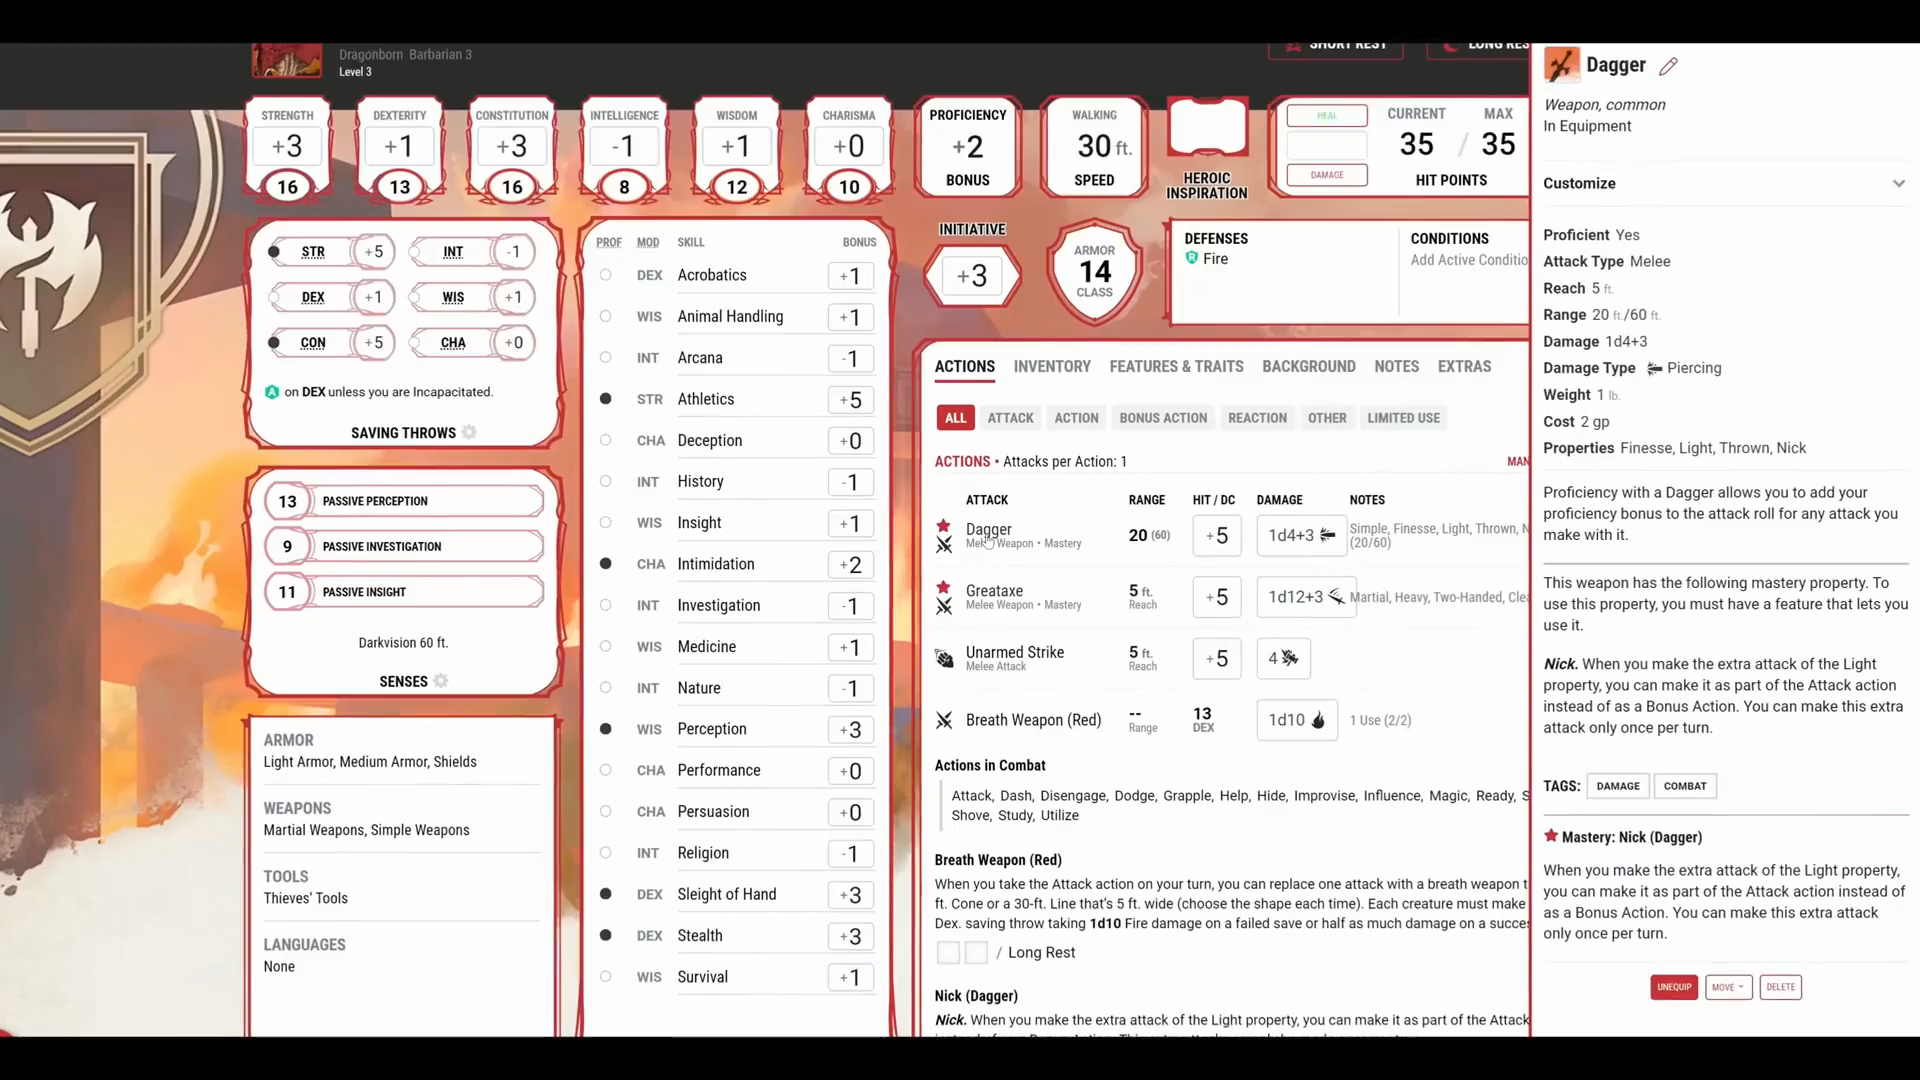 Dragonborn Barbarian 3
Level 3
SHORT REST
LONG RES
STRENGTH
+3
16
DEXTERITY
+1
13
CONSTITUTION
+3
16
INTELLIGENCE
-1
8
WISDOM
+1
12
CHARISMA
+0
10
PROFICIENCY
+2
BONUS
WALKING
30 ft.
SPEED
HEROIC
INSPIRATION
HEAL
DAMAGE
CURRENT MAX
35 / 35
HIT POINTS
STR +5 INT -1
DEX +1 WIS +1
CON +5 CHA +0
A on DEX unless you are Incapacitated.
SAVING THROWS
13 PASSIVE PERCEPTION
9 PASSIVE INVESTIGATION
11 PASSIVE INSIGHT
Darkvision 60 ft.
SENSES
ARMOR
Light Armor, Medium Armor, Shields
WEAPONS
Martial Weapons, Simple Weapons
TOOLS
Thieves' Tools
LANGUAGES
None
PROF MOD SKILL BONUS
DEX Acrobatics +1
WIS Animal Handling +1
INT Arcana -1
STR Athletics +5
CHA Deception +0
INT History -1
WIS Insight +1
CHA Intimidation +2
INT Investigation -1
WIS Medicine +1
INT Nature -1
WIS Perception +3
CHA Performance +0
CHA Persuasion +0
INT Religion -1
DEX Sleight of Hand +3
DEX Stealth +3
WIS Survival +1
INITIATIVE
+3
ARMOR
14
CLASS
DEFENSES
R Fire
CONDITIONS
Add Active Conditio
ACTIONS INVENTORY FEATURES & TRAITS BACKGROUND NOTES EXTRAS
ALL ATTACK ACTION BONUS ACTION REACTION OTHER LIMITED USE
ACTIONS • Attacks per Action: 1
MAN
ATTACK RANGE HIT / DC DAMAGE NOTES
Dagger 20 (60) +5 1d4+3 Simple, Finesse, Light, Thrown, N
Melee Weapon • Mastery (20/60)
Greataxe 5 ft. +5 1d12+3 Martial, Heavy, Two-Handed, Clea
Melee Weapon • Mastery Reach
Unarmed Strike 5 ft. +5 4
Melee Attack Reach
Breath Weapon (Red) -- 13 1d10 1 Use (2/2)
Range DEX
Actions in Combat
Attack, Dash, Disengage, Dodge, Grapple, Help, Hide, Improvise, Influence, Magic, Ready, S
Shove, Study, Utilize
Breath Weapon (Red)
When you take the Attack action on your turn, you can replace one attack with a breath weapon
ft. Cone or a 30-ft. Line that's 5 ft. wide (choose the shape each time). Each creature must make
Dex. saving throw taking 1d10 Fire damage on a failed save or half as much damage on a succes
/ Long Rest
Nick (Dagger)
Nick. When you make the extra attack of the Light property, you can make it as part of the Attack
Dagger
Weapon, common
In Equipment
Customize
Proficient Yes
Attack Type Melee
Reach 5 ft.
Range 20 ft./60 ft.
Damage 1d4+3
Damage Type Piercing
Weight 1 lb.
Cost 2 gp
Properties Finesse, Light, Thrown, Nick
Proficiency with a Dagger allows you to add your
proficiency bonus to the attack roll for any attack you
make with it.
This weapon has the following mastery property. To
use this property, you must have a feature that lets you
use it.
Nick. When you make the extra attack of the Light
property, you can make it as part of the Attack action
instead of as a Bonus Action. You can make this extra
attack only once per turn.
TAGS: DAMAGE COMBAT
Mastery: Nick (Dagger)
When you make the extra attack of the Light property,
you can make it as part of the Attack action instead of
as a Bonus Action. You can make this extra attack
only once per turn.
UNEQUIP MOVE DELETE